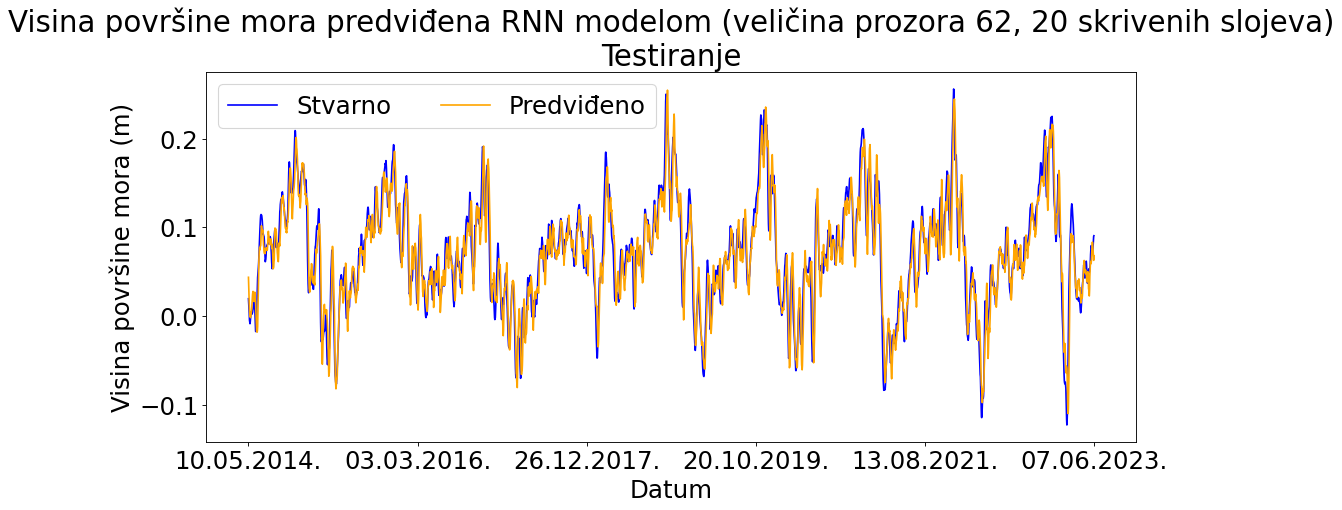 Visina površine mora predviđena RNN modelom (veličina prozora 62, 20 skrivenih slojeva)
Testiranje
Stvarno
Predviđeno
Visina površine mora (m)
0.2
0.1
0.0
−0.1
10.05.2014.
03.03.2016.
26.12.2017.
20.10.2019.
13.08.2021.
07.06.2023.
Datum